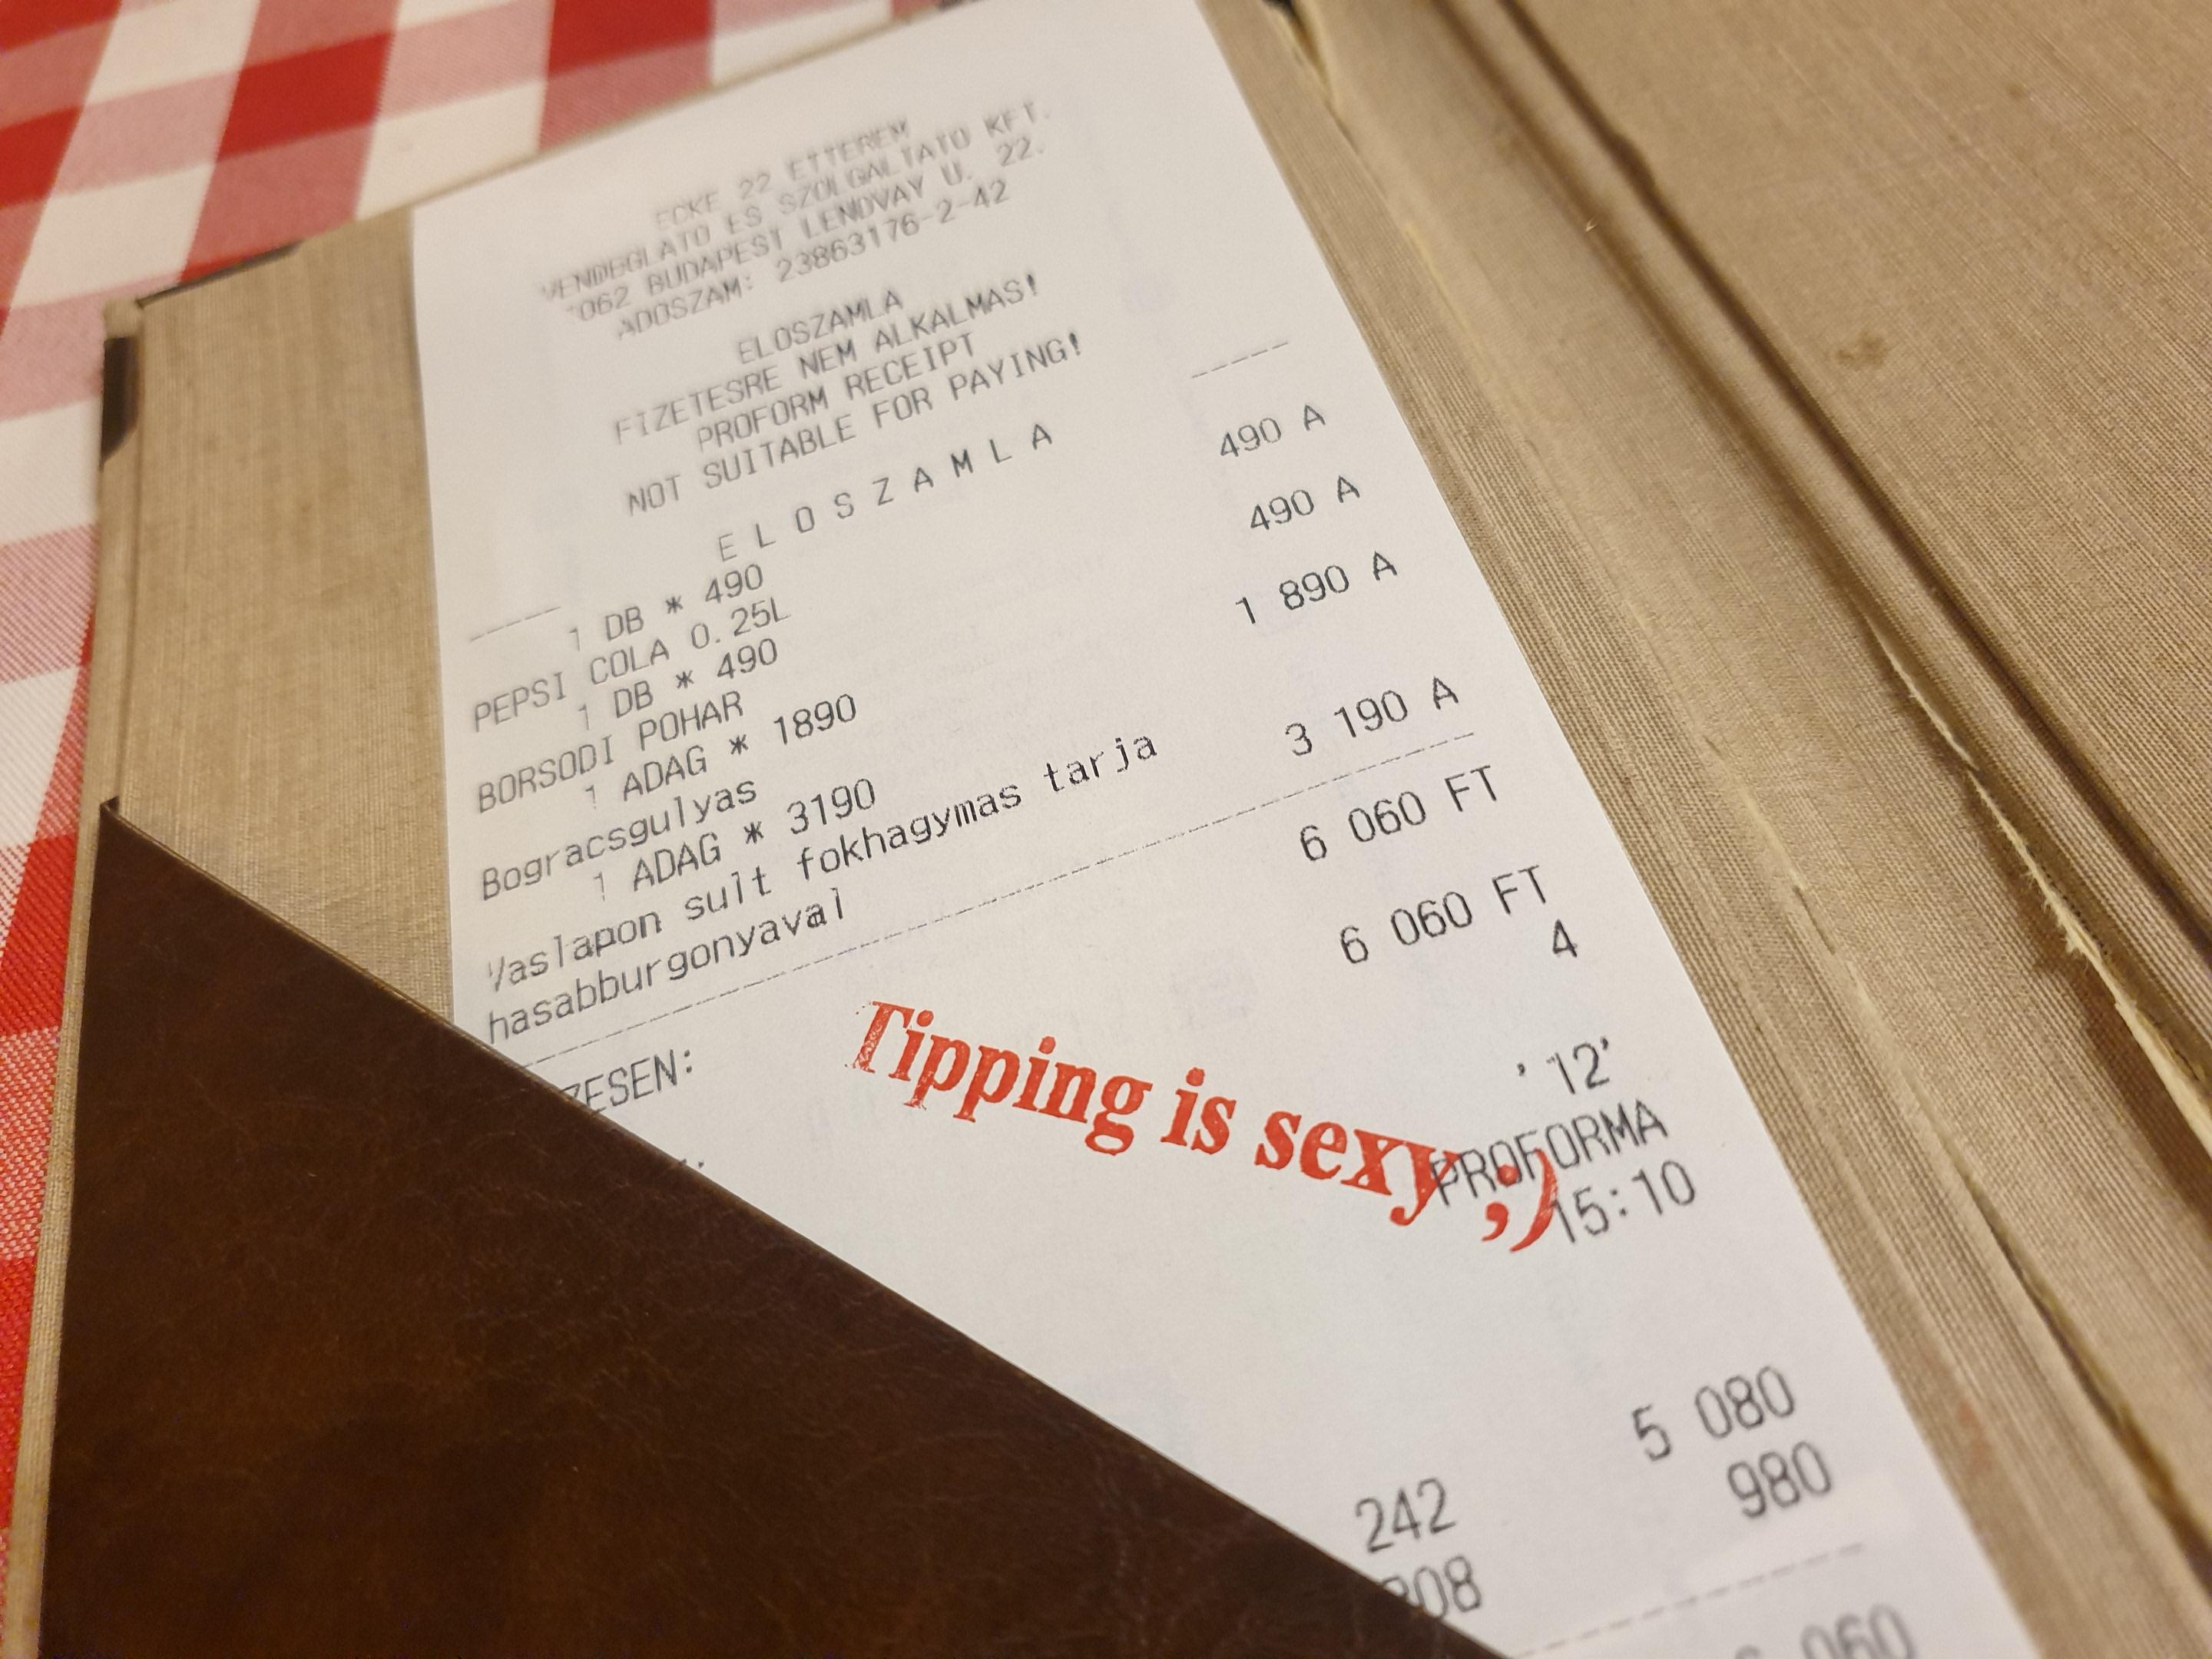 ECKE 22 ETTEREM
VENDEGLATO ES SZOLGALTATO KFT.
1062 BUDAPEST LENDVAY U. 22.
ADOSZAM: 23863176-2-42
ELOSZAMLA
FIZETESRE NEM ALKALMAS!
PROFORM RECEIPT
NOT SUITABLE FOR PAYING!
E L O S Z A M L A
1 DB * 490
PEPSI COLA 0.25L 490 A
1 DB * 490
BORSODI POHAR 490 A
1 ADAG * 1890
Bogracsgulyas 1 890 A
1 ADAG * 3190
Vaslapon sult fokhagymas tarja
hasabburgonyaval 3 190 A
ZESEN: 6 060 FT
6 060 FT
4
Tipping is sexy ;)
'12'
PROFORMA
15:10
5 080
242 980
6 060